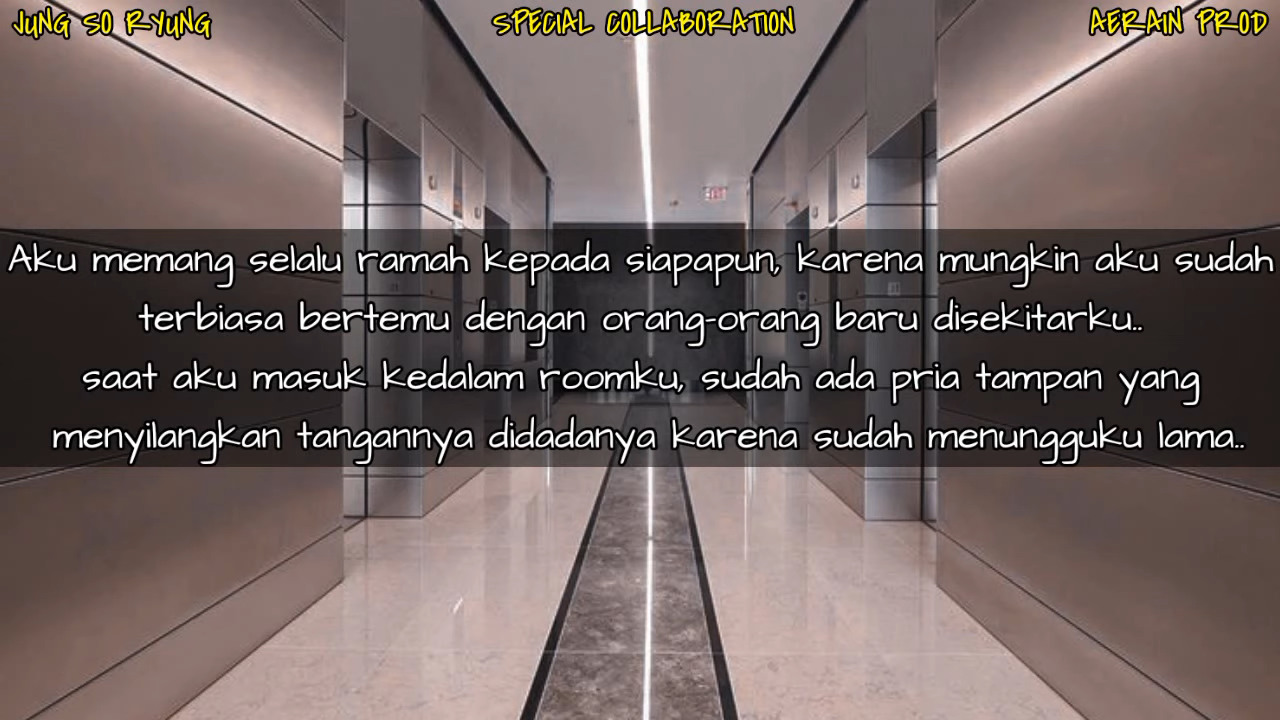 JUNG SO RYUNG
SPECIAL COLLABORATION
AERAIN PROD
Aku memang selalu ramah kepada siapapun, karena mungkin aku sudah
terbiasa bertemu dengan orang-orang baru disekitarku..
saat aku masuk kedalam roomku, sudah ada pria tampan yang
menyilangkan tangannya didadanya karena sudah menungguku lama..